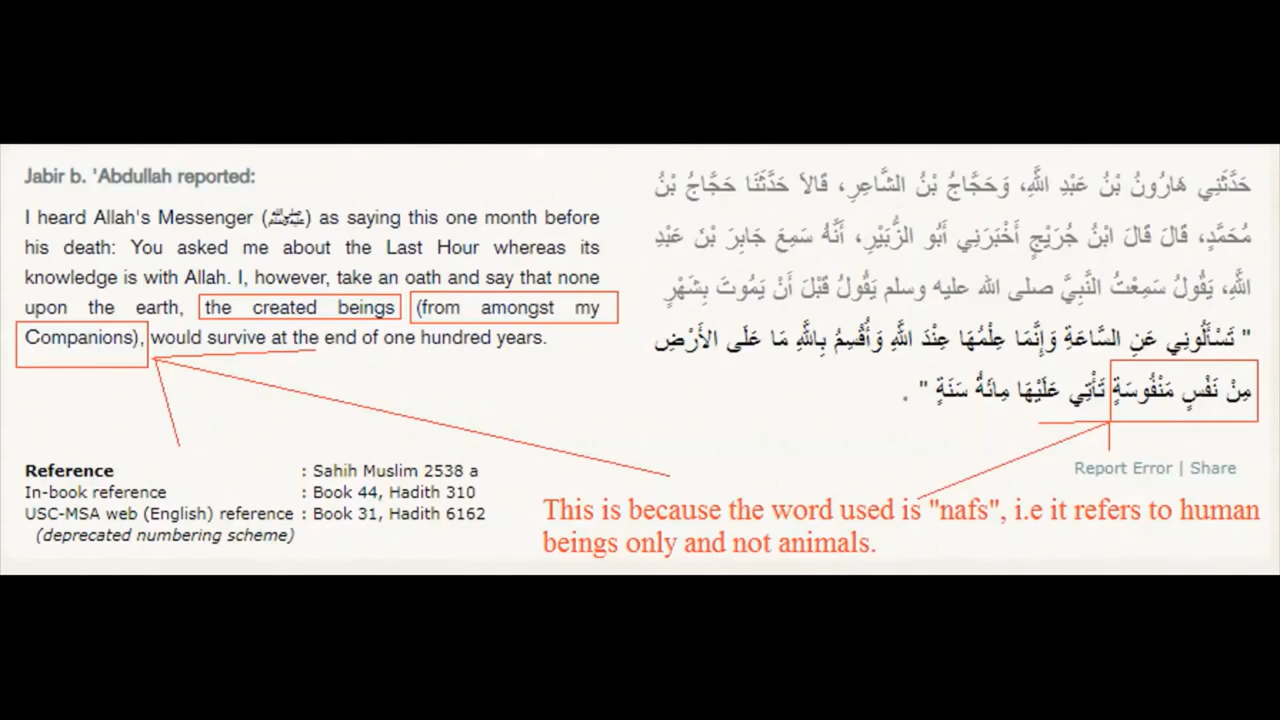 Jabir b. 'Abdullah reported:
I heard Allah's Messenger (ﷺ) as saying this one month before
his death: You asked me about the Last Hour whereas its
knowledge is with Allah. I, however, take an oath and say that none
upon the earth, the created beings (from amongst my
Companions), would survive at the end of one hundred years.
حَدَّثَنِي هَارُونُ بْنُ عَبْدِ اللَّهِ، وَحَجَّاجُ بْنُ الشَّاعِرِ، قَالاَ حَدَّثَنَا حَجَّاجُ بْنُ
مُحَمَّدٍ، قَالَ قَالَ ابْنُ جُرَيْجٍ أَخْبَرَنِي أَبُو الزُّبَيْرِ، أَنَّهُ سَمِعَ جَابِرَ بْنَ عَبْدِ
اللَّهِ، يَقُولُ سَمِعْتُ النَّبِيَّ صلى الله عليه وسلم يَقُولُ قَبْلَ أَنْ يَمُوتَ بِشَهْرٍ
" تَسْأَلُونِي عَنِ السَّاعَةِ وَإِنَّمَا عِلْمُهَا عِنْدَ اللَّهِ وَأُقْسِمُ بِاللَّهِ مَا عَلَى الأَرْضِ
مِنْ نَفْسٍ مَنْفُوسَةٍ تَأْتِي عَلَيْهَا مِائَةُ سَنَةٍ " .
Report Error | Share
Reference : Sahih Muslim 2538 a
In-book reference : Book 44, Hadith 310
USC-MSA web (English) reference : Book 31, Hadith 6162
(deprecated numbering scheme)
This is because the word used is "nafs", i.e it refers to human
beings only and not animals.